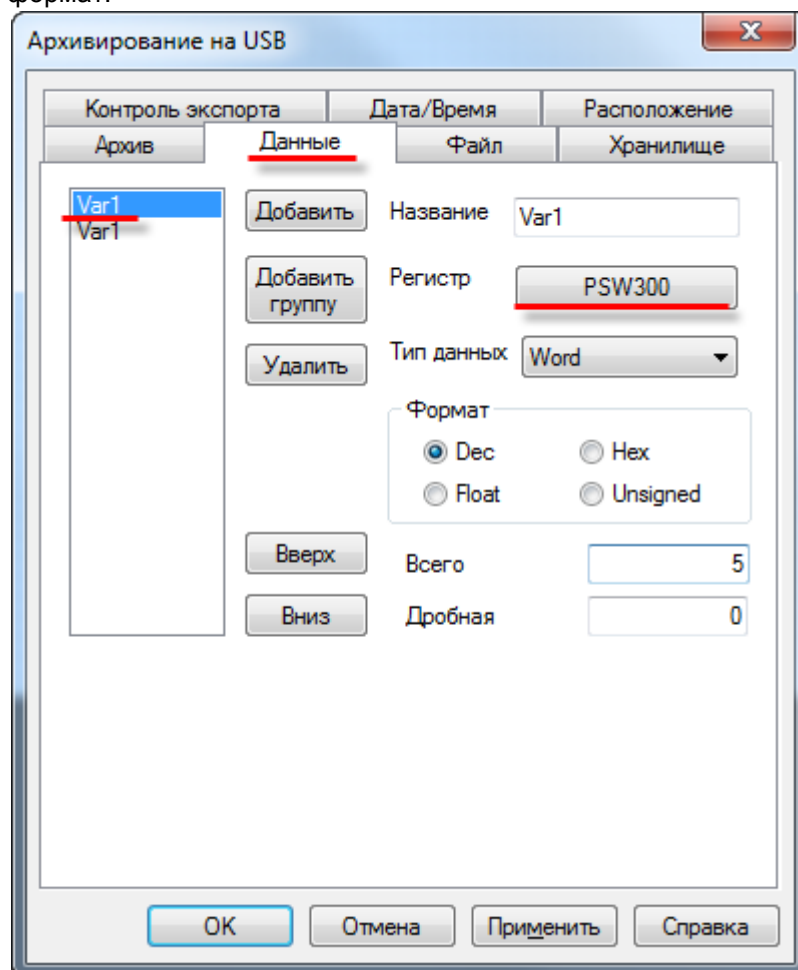 формат:
Архивирование на USB
Контроль экспорта Дата/Время Расположение
Архив Данные Файл Хранилище
Var1 Добавить Название Var1
Var1
Добавить группу Регистр PSW300
Удалить Тип данных Word
Формат
Dec Hex
Float Unsigned
Вверх Всего 5
Вниз Дробная 0
OK Отмена Применить Справка